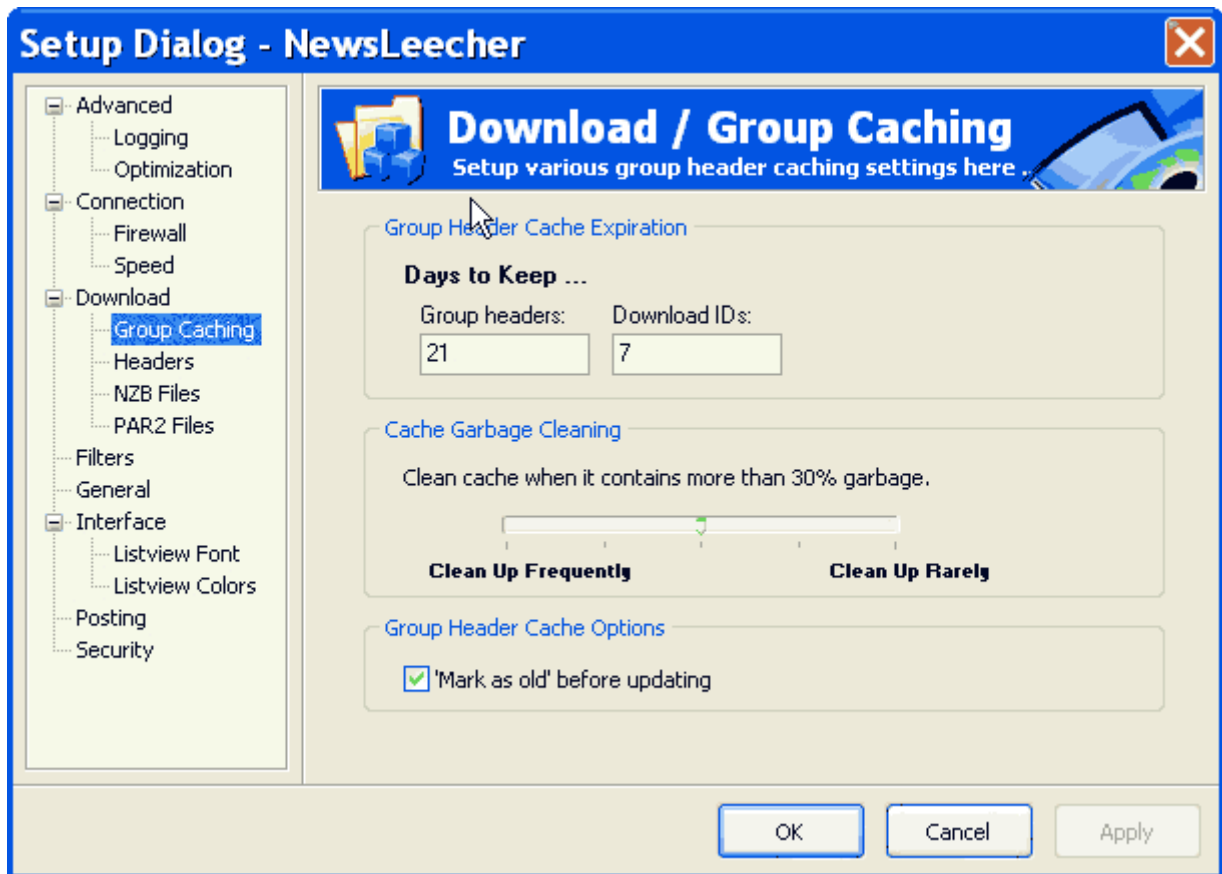 Setup Dialog - NewsLeecher
Advanced
Logging
Optimization
Connection
Firewall
Speed
Download
Group Caching
Headers
NZB Files
PAR2 Files
Filters
General
Interface
Listview Font
Listview Colors
Posting
Security
Download / Group Caching
Setup various group header caching settings here .
Group Header Cache Expiration
Days to Keep ...
Group headers: Download IDs:
21 7
Cache Garbage Cleaning
Clean cache when it contains more than 30% garbage.
Clean Up Frequently Clean Up Rarely
Group Header Cache Options
'Mark as old' before updating
OK Cancel Apply